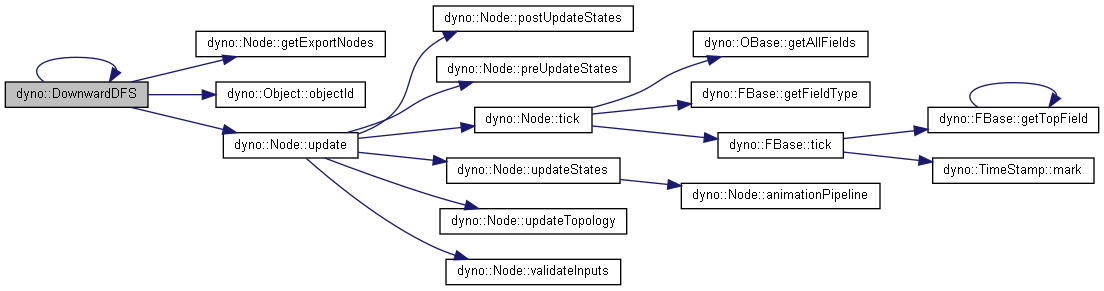 dyno::DownwardDFS
dyno::Node::getExportNodes
dyno::Object::objectId
dyno::Node::update
dyno::Node::postUpdateStates
dyno::Node::preUpdateStates
dyno::Node::tick
dyno::Node::updateStates
dyno::Node::updateTopology
dyno::Node::validateInputs
dyno::OBase::getAllFields
dyno::FBase::getFieldType
dyno::FBase::tick
dyno::Node::animationPipeline
dyno::FBase::getTopField
dyno::TimeStamp::mark